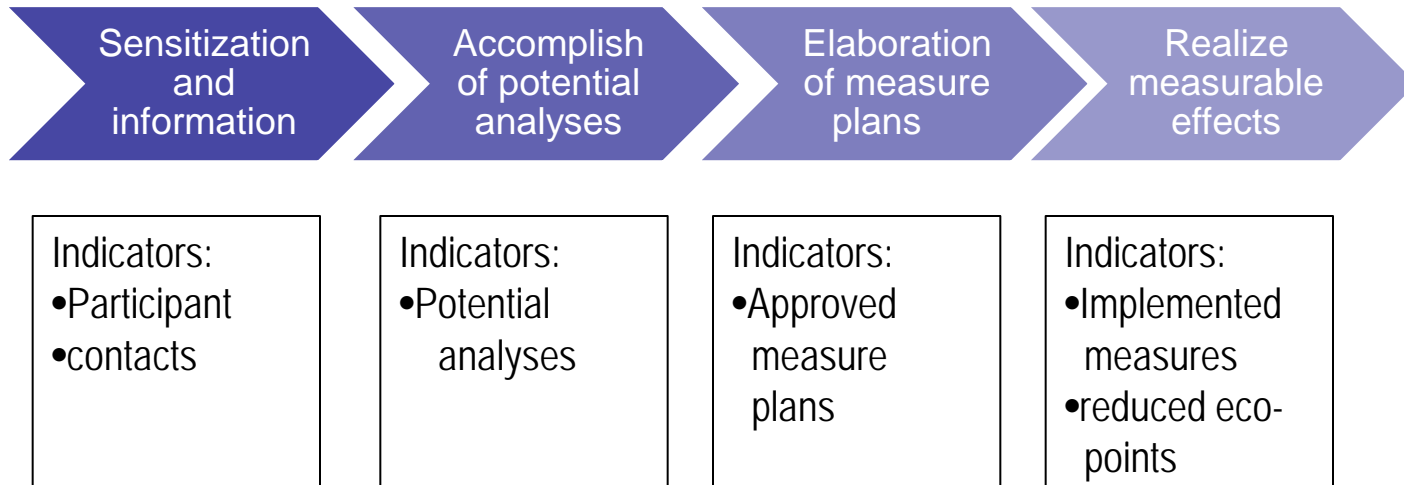 Sensitization
and
information
Accomplish
of potential
analyses
Elaboration
of measure
plans
Realize
measurable
effects
Indicators:
•Participant
•contacts
Indicators:
•Potential
analyses
Indicators:
•Approved
measure
plans
Indicators:
•Implemented
measures
•reduced eco-
points